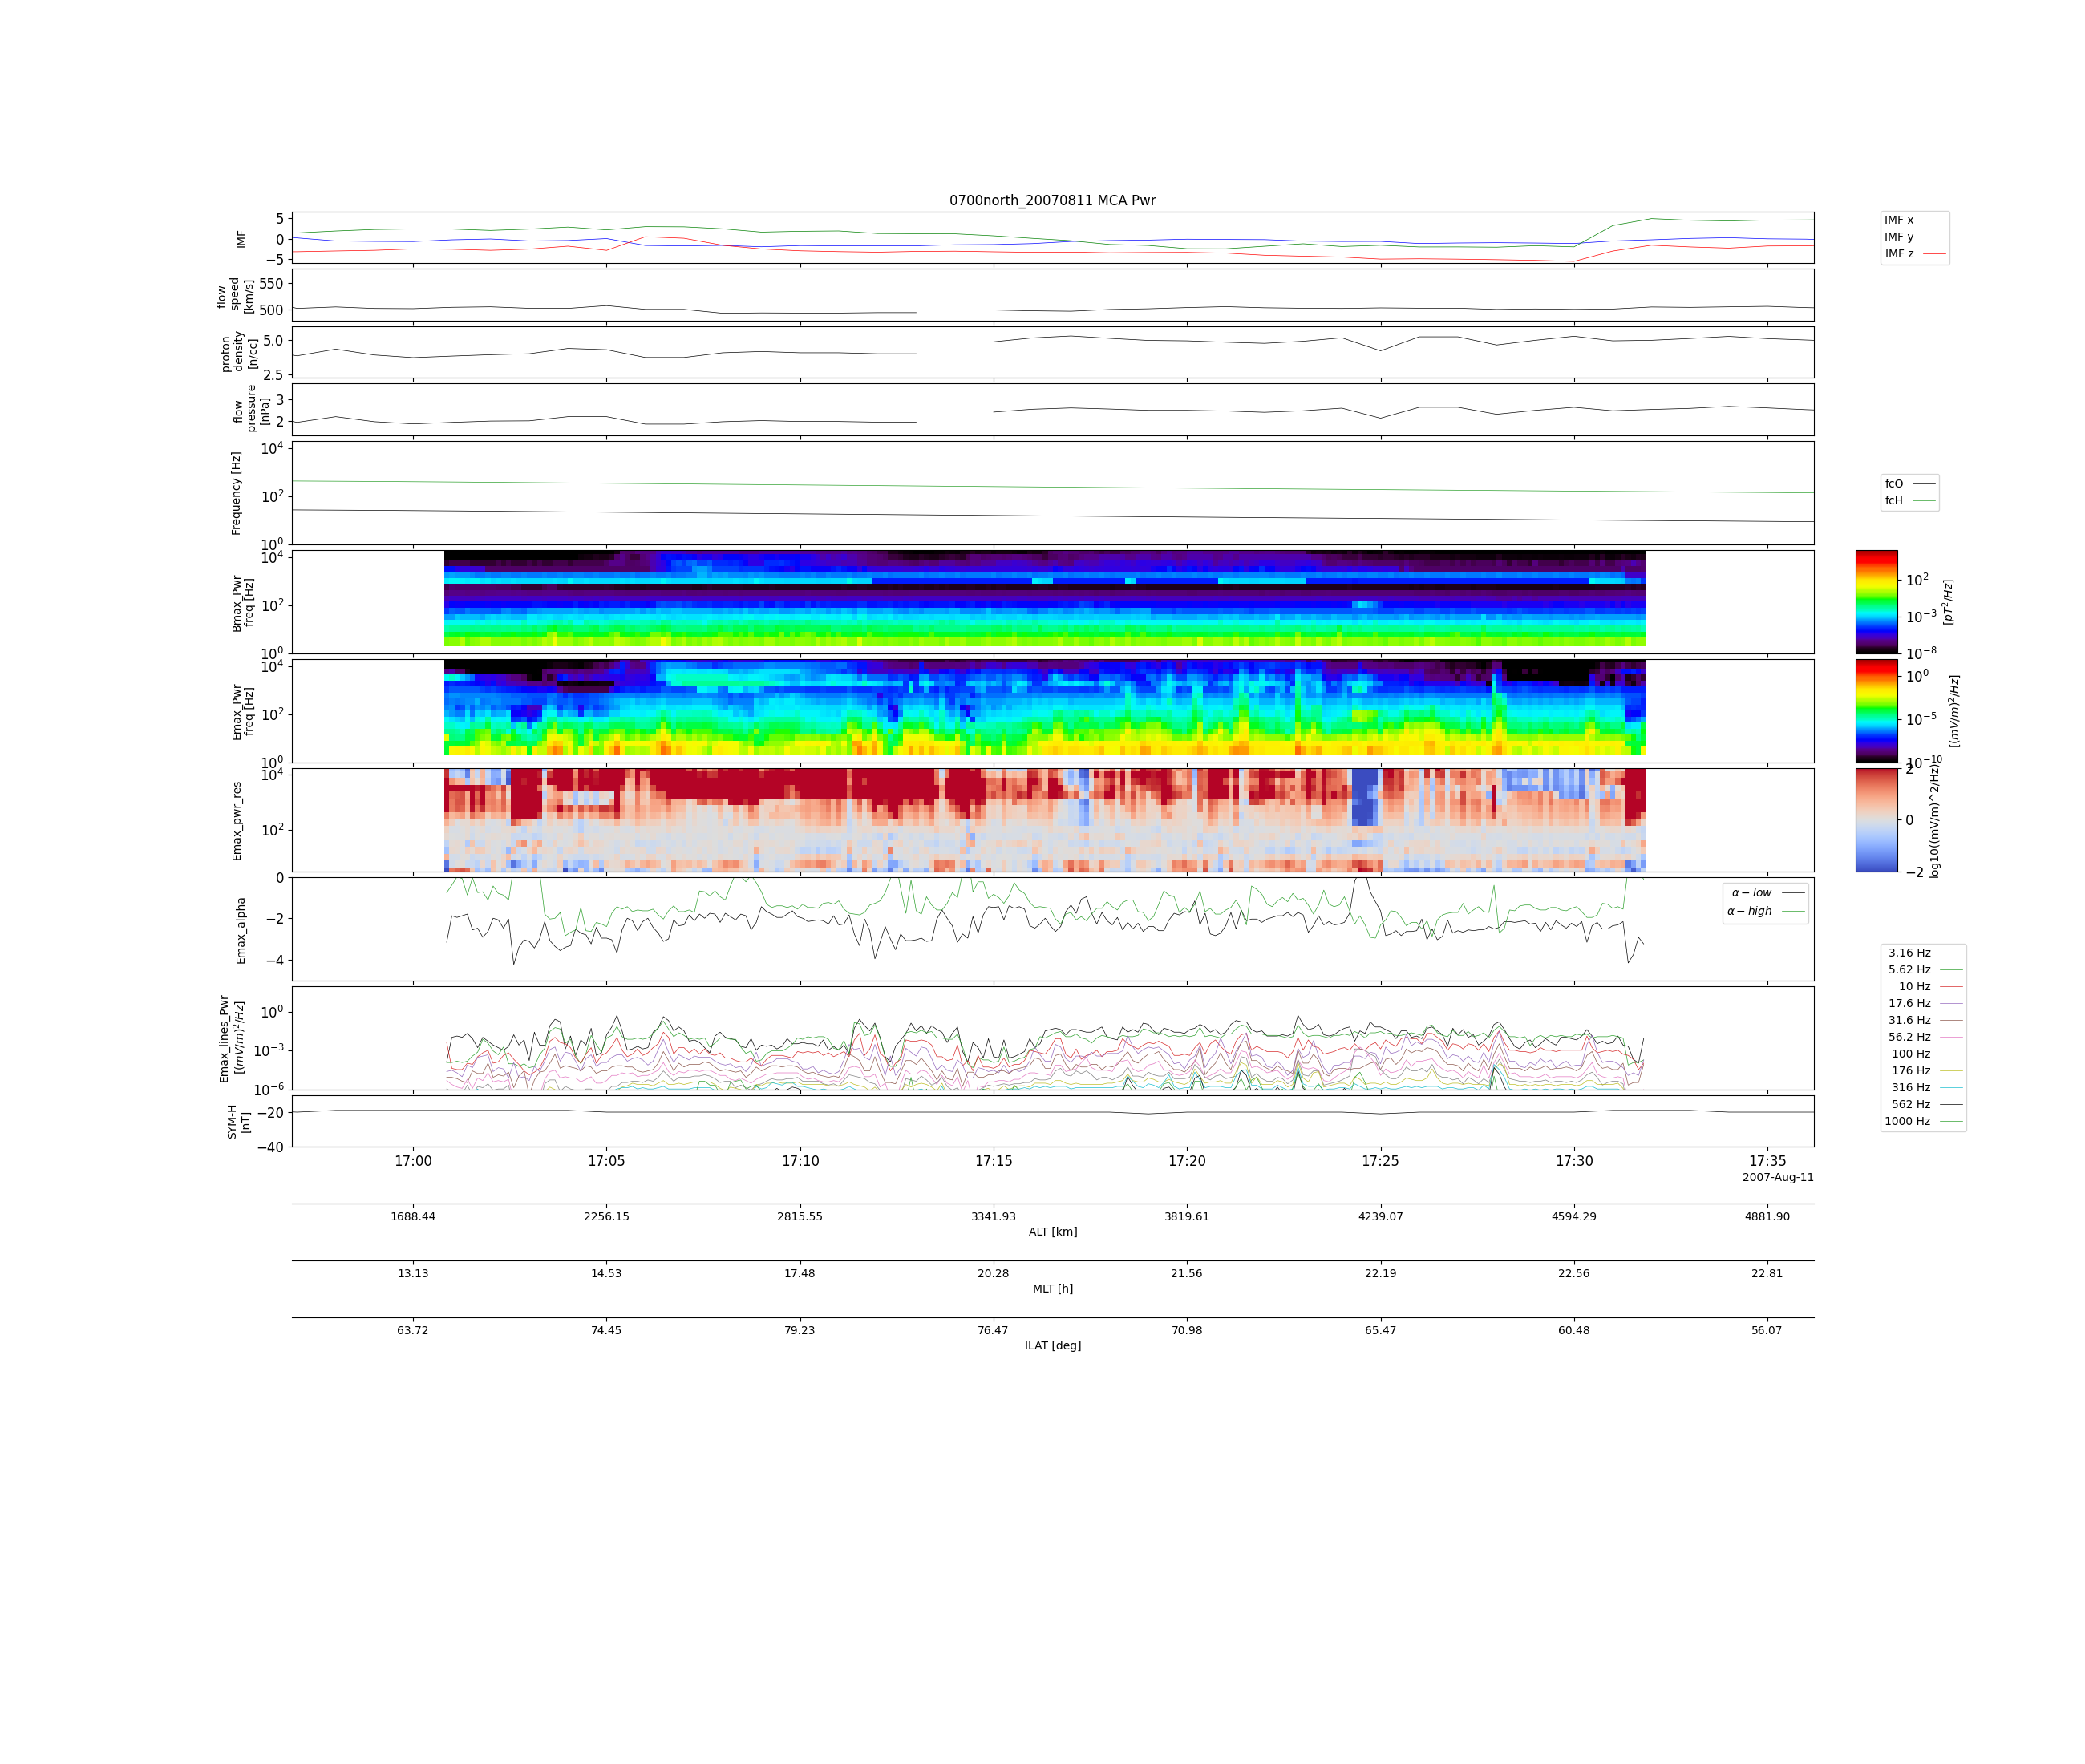 0700north_20070811 MCA Pwr
IMF
5
0
−5
IMF x
IMF y
IMF z
flow
speed
[km/s]
550
500
proton
density
[n/cc]
5.0
2.5
flow
pressure
[nPa]
3
2
Frequency [Hz]
10^4
10^2
10^0
fcO
fcH
Bmax_Pwr
freq [Hz]
10^4
10^2
10^0
10^2
10^−3
10^−8
[pT^2/Hz]
Emax_Pwr
freq [Hz]
10^4
10^2
10^0
10^0
10^−5
10^−10
[(mV/m)^2/Hz]
Emax_pwr_res
10^4
10^2
2
0
−2
log10((mV/m)^2/Hz)
Emax_alpha
0
−2
−4
α − low
α − high
Emax_lines_Pwr
[(mV/m)^2/Hz]
10^0
10^−3
10^−6
3.16 Hz
5.62 Hz
10 Hz
17.6 Hz
31.6 Hz
56.2 Hz
100 Hz
176 Hz
316 Hz
562 Hz
1000 Hz
SYM-H
[nT]
−20
−40
17:00 17:05 17:10 17:15 17:20 17:25 17:30 17:35
2007-Aug-11
1688.44 2256.15 2815.55 3341.93 3819.61 4239.07 4594.29 4881.90
ALT [km]
13.13 14.53 17.48 20.28 21.56 22.19 22.56 22.81
MLT [h]
63.72 74.45 79.23 76.47 70.98 65.47 60.48 56.07
ILAT [deg]